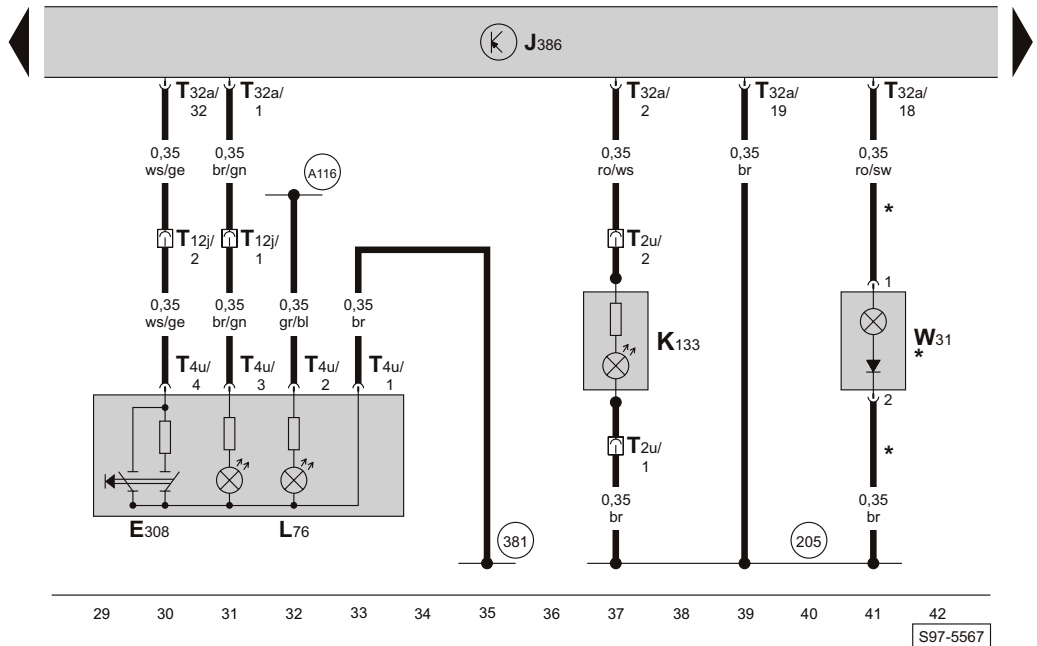 J386
T32a/ T32a/ T32a/ T32a/ T32a/
32 1 2 19 18
0,35 0,35 0,35 0,35 0,35
ws/ge br/gn ro/ws br ro/sw
A116
*
T12j/ T12j/ T2u/
2 1 2
1
0,35 0,35 0,35 0,35
ws/ge br/gn gr/bl br
K133 W31
*
T4u/ T4u/ T4u/ T4u/
4 3 2 1
2
T2u/ *
1
0,35 0,35
br br
E308 L76
381 205
29 30 31 32 33 34 35 36 37 38 39 40 41 42
S97-5567